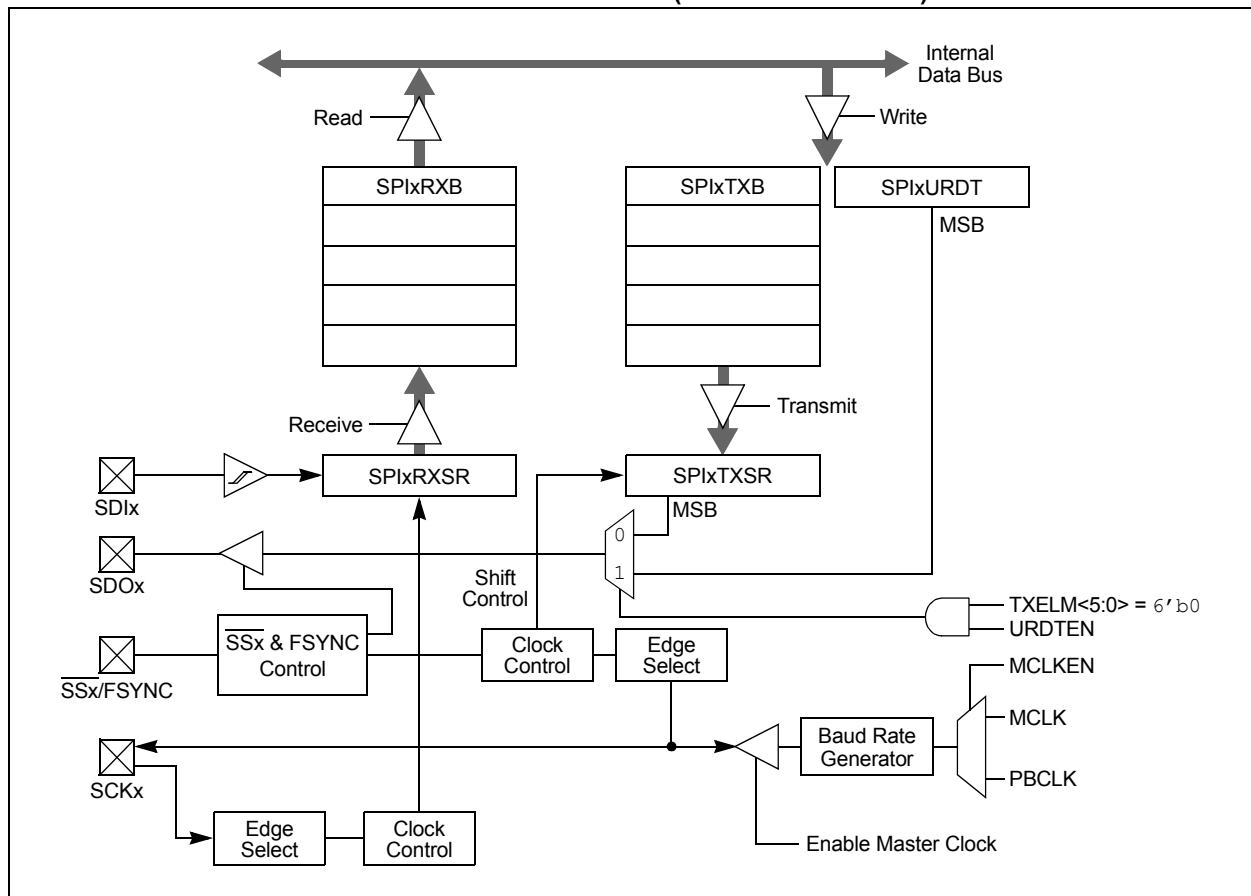 Internal
Data Bus
Read
Write
SPIxRXB
SPIxTXB
SPIxURDT
MSB
Receive
Transmit
SPIxRXSR
SPIxTXSR
SDIx
MSB
0
1
SDOx
Shift
Control
TXELM<5:0> = 6'b0
URDTEN
SSx & FSYNC
Control
Clock
Control
Edge
Select
SSx/FSYNC
MCLKEN
MCLK
Baud Rate
Generator
PBCLK
SCKx
Edge
Select
Clock
Control
Enable Master Clock